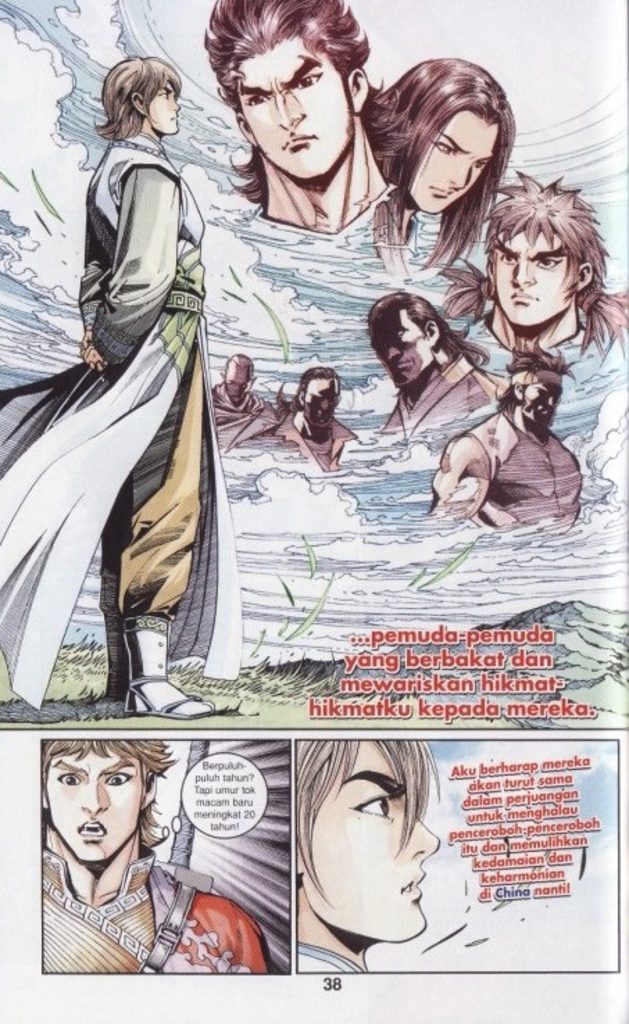 ...pemuda-pemuda
yang berbakat dan
mewariskan hikmat-
hikmatku kepada mereka.
Berpuluh-
puluh tahun?
Tapi umur tok
macam baru
meningkat 20
tahun!
Aku berharap mereka
akan turut sama
dalam perjuangan
untuk menghalau
penceroboh-penceroboh
itu dan memulihkan
kedamaian dan
keharmonian
di China nanti!
38